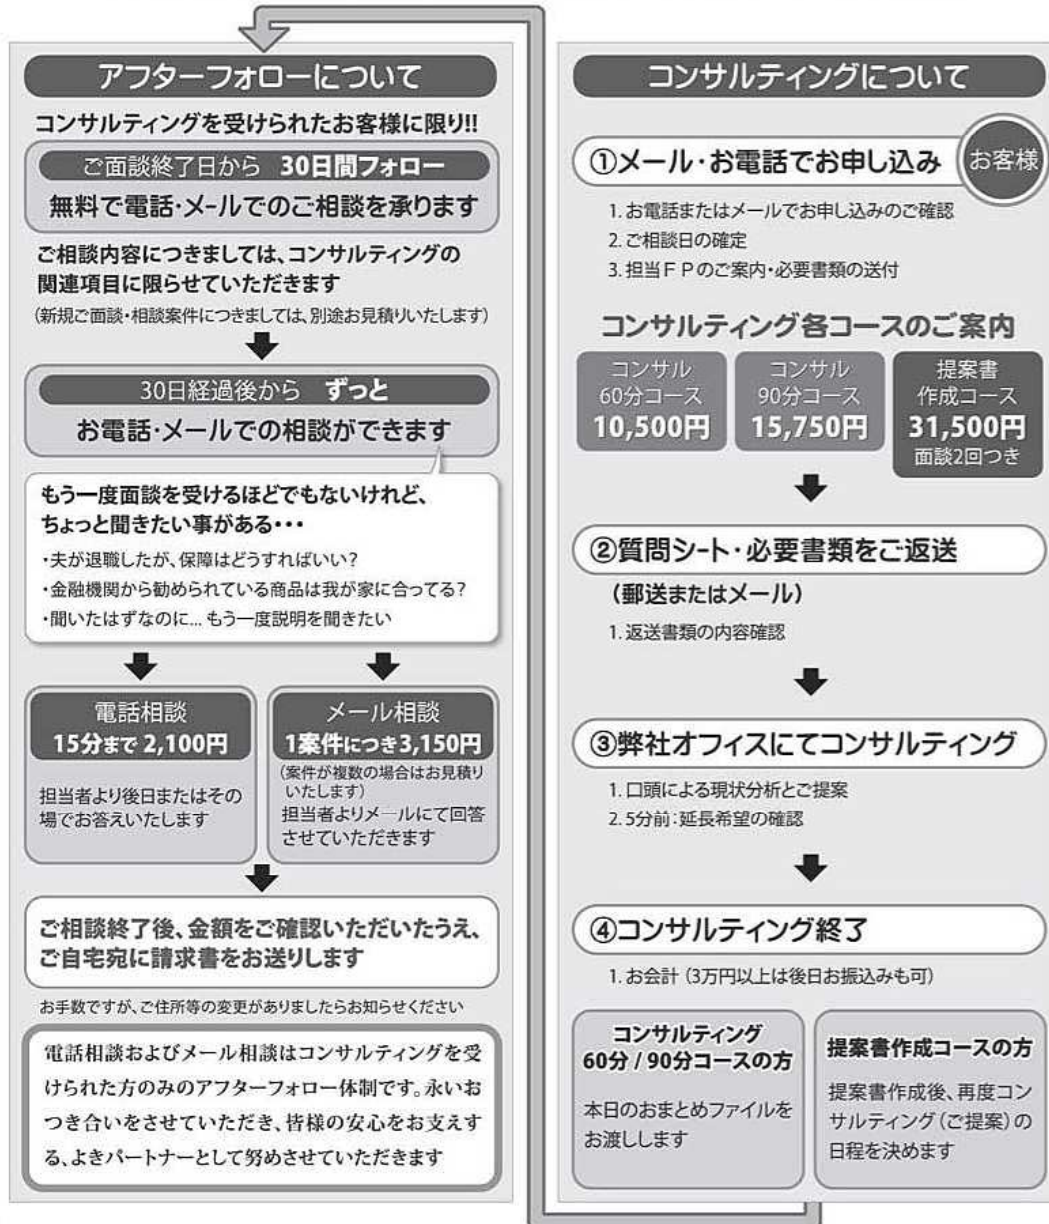 アフターフォローについて
コンサルティングを受けられたお客様に限り!!
ご面談終了日から 30日間フォロー
無料で電話・メールでのご相談を承ります
ご相談内容につきましては、コンサルティングの
関連項目に限らせていただきます
(新規ご面談・相談案件につきましては、別途お見積りいたします)
30日経過後から ずっと
お電話・メールでの相談ができます
もう一度面談を受けるほどでもないけれど、
ちょっと聞きたい事がある・・・
・夫が退職したが、保障はどうすればいい?
・金融機関から勧められている商品は我が家に合ってる?
・聞いたはずなのに... もう一度説明を聞きたい
電話相談
15分まで 2,100円
担当者より後日またはその
場でお答えいたします
メール相談
1案件につき3,150円
(案件が複数の場合はお見積り
いたします)
担当者よりメールにて回答
させていただきます
ご相談終了後、金額をご確認いただいたうえ、
ご自宅宛に請求書をお送りします
お手数ですが、ご住所等の変更がありましたらお知らせください
電話相談およびメール相談はコンサルティングを受
けられた方のみのアフターフォロー体制です。永いお
つき合いをさせていただき、皆様の安心をお支えす
る、よきパートナーとして努めさせていただきます
コンサルティングについて
①メール・お電話でお申し込み
お客様
1. お電話またはメールでお申し込みのご確認
2. ご相談日の確定
3. 担当FPのご案内・必要書類の送付
コンサルティング各コースのご案内
コンサル
60分コース
10,500円
コンサル
90分コース
15,750円
提案書
作成コース
31,500円
面談2回つき
②質問シート・必要書類をご返送
(郵送またはメール)
1. 返送書類の内容確認
③弊社オフィスにてコンサルティング
1. 口頭による現状分析とご提案
2. 5分前:延長希望の確認
④コンサルティング終了
1. お会計 (3万円以上は後日お振込みも可)
コンサルティング
60分 / 90分コースの方
本日のおまとめファイルを
お渡しします
提案書作成コースの方
提案書作成後、再度コン
サルティング(ご提案)の
日程を決めます